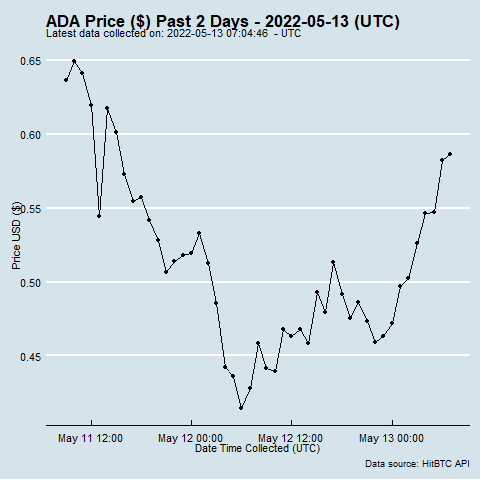 ADA Price ($) Past 2 Days - 2022-05-13 (UTC)
Latest data collected on: 2022-05-13 07:04:46 - UTC
0.65
0.60
0.55
0.50
0.45
Price USD ($)
May 11 12:00 May 12 00:00 May 12 12:00 May 13 00:00
Date Time Collected (UTC)
Data source: HitBTC API